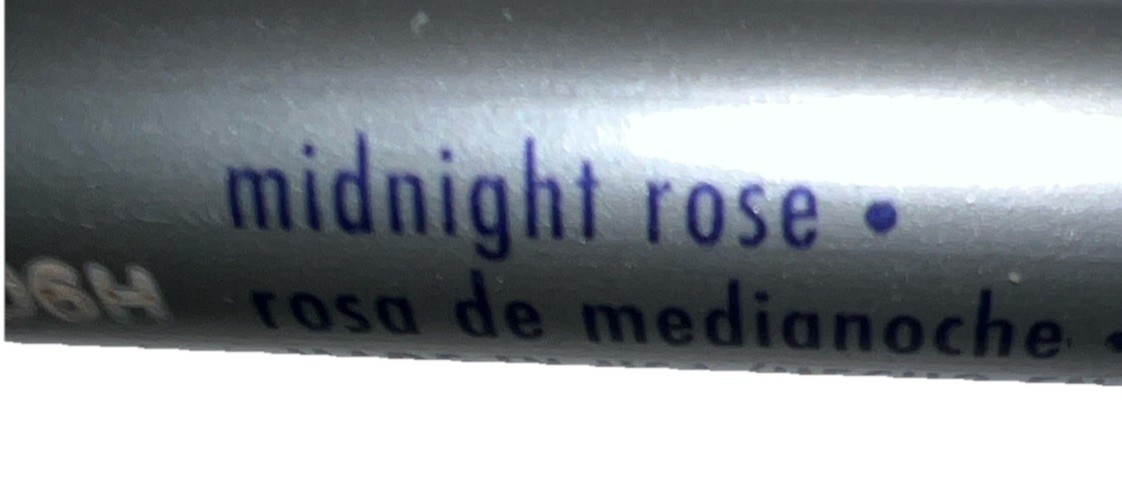 midnight rose •
rosa de medianoche •